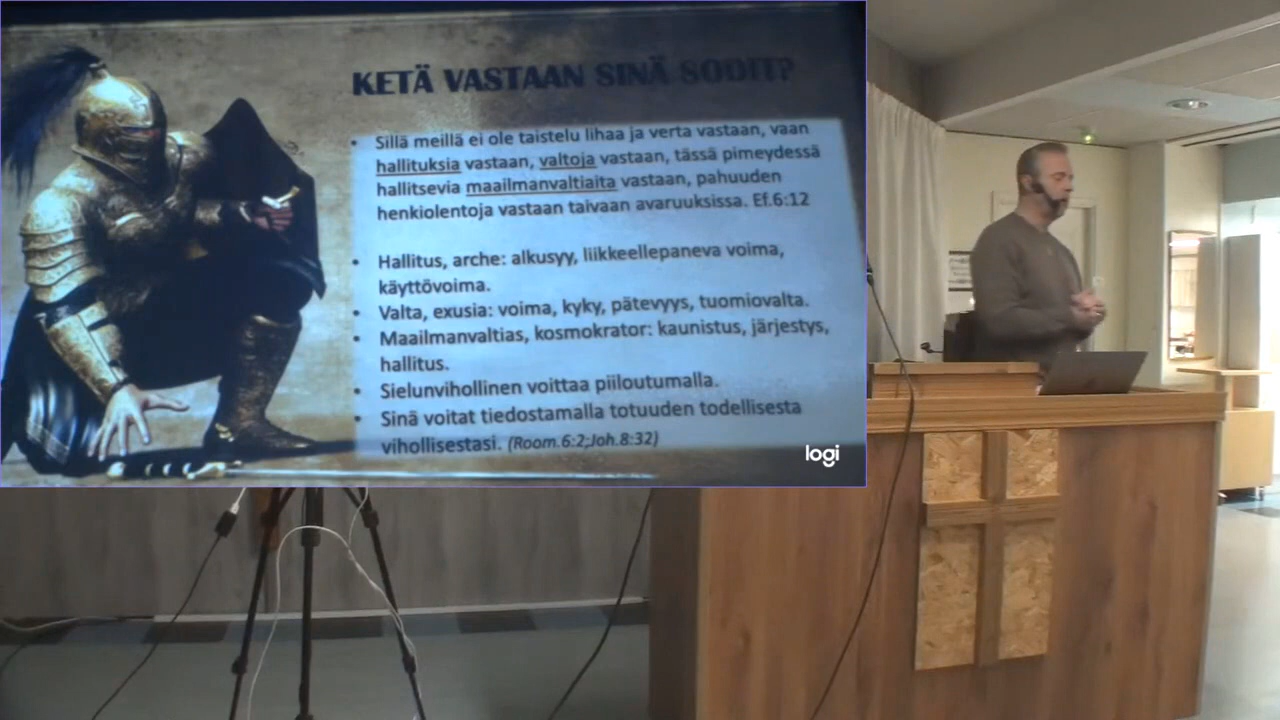 KETÄ VASTAAN SINÄ SODIT?
• Sillä meillä ei ole taistelu lihaa ja verta vastaan, vaan
hallituksia vastaan, valtoja vastaan, tässä pimeydessä
hallitsevia maailmanvaltiaita vastaan, pahuuden
henkiolentoja vastaan taivaan avaruuksissa. Ef.6:12
• Hallitus, arche: alkusyy, liikkeellepaneva voima,
käyttövoima.
• Valta, exusia: voima, kyky, pätevyys, tuomiovalta.
• Maailmanvaltias, kosmokrator: kaunistus, järjestys,
hallitus.
• Sielunvihollinen voittaa piiloutumalla.
• Sinä voitat tiedostamalla totuuden todellisesta
vihollisestasi. (Room.6:2;Joh.8:32)
logi